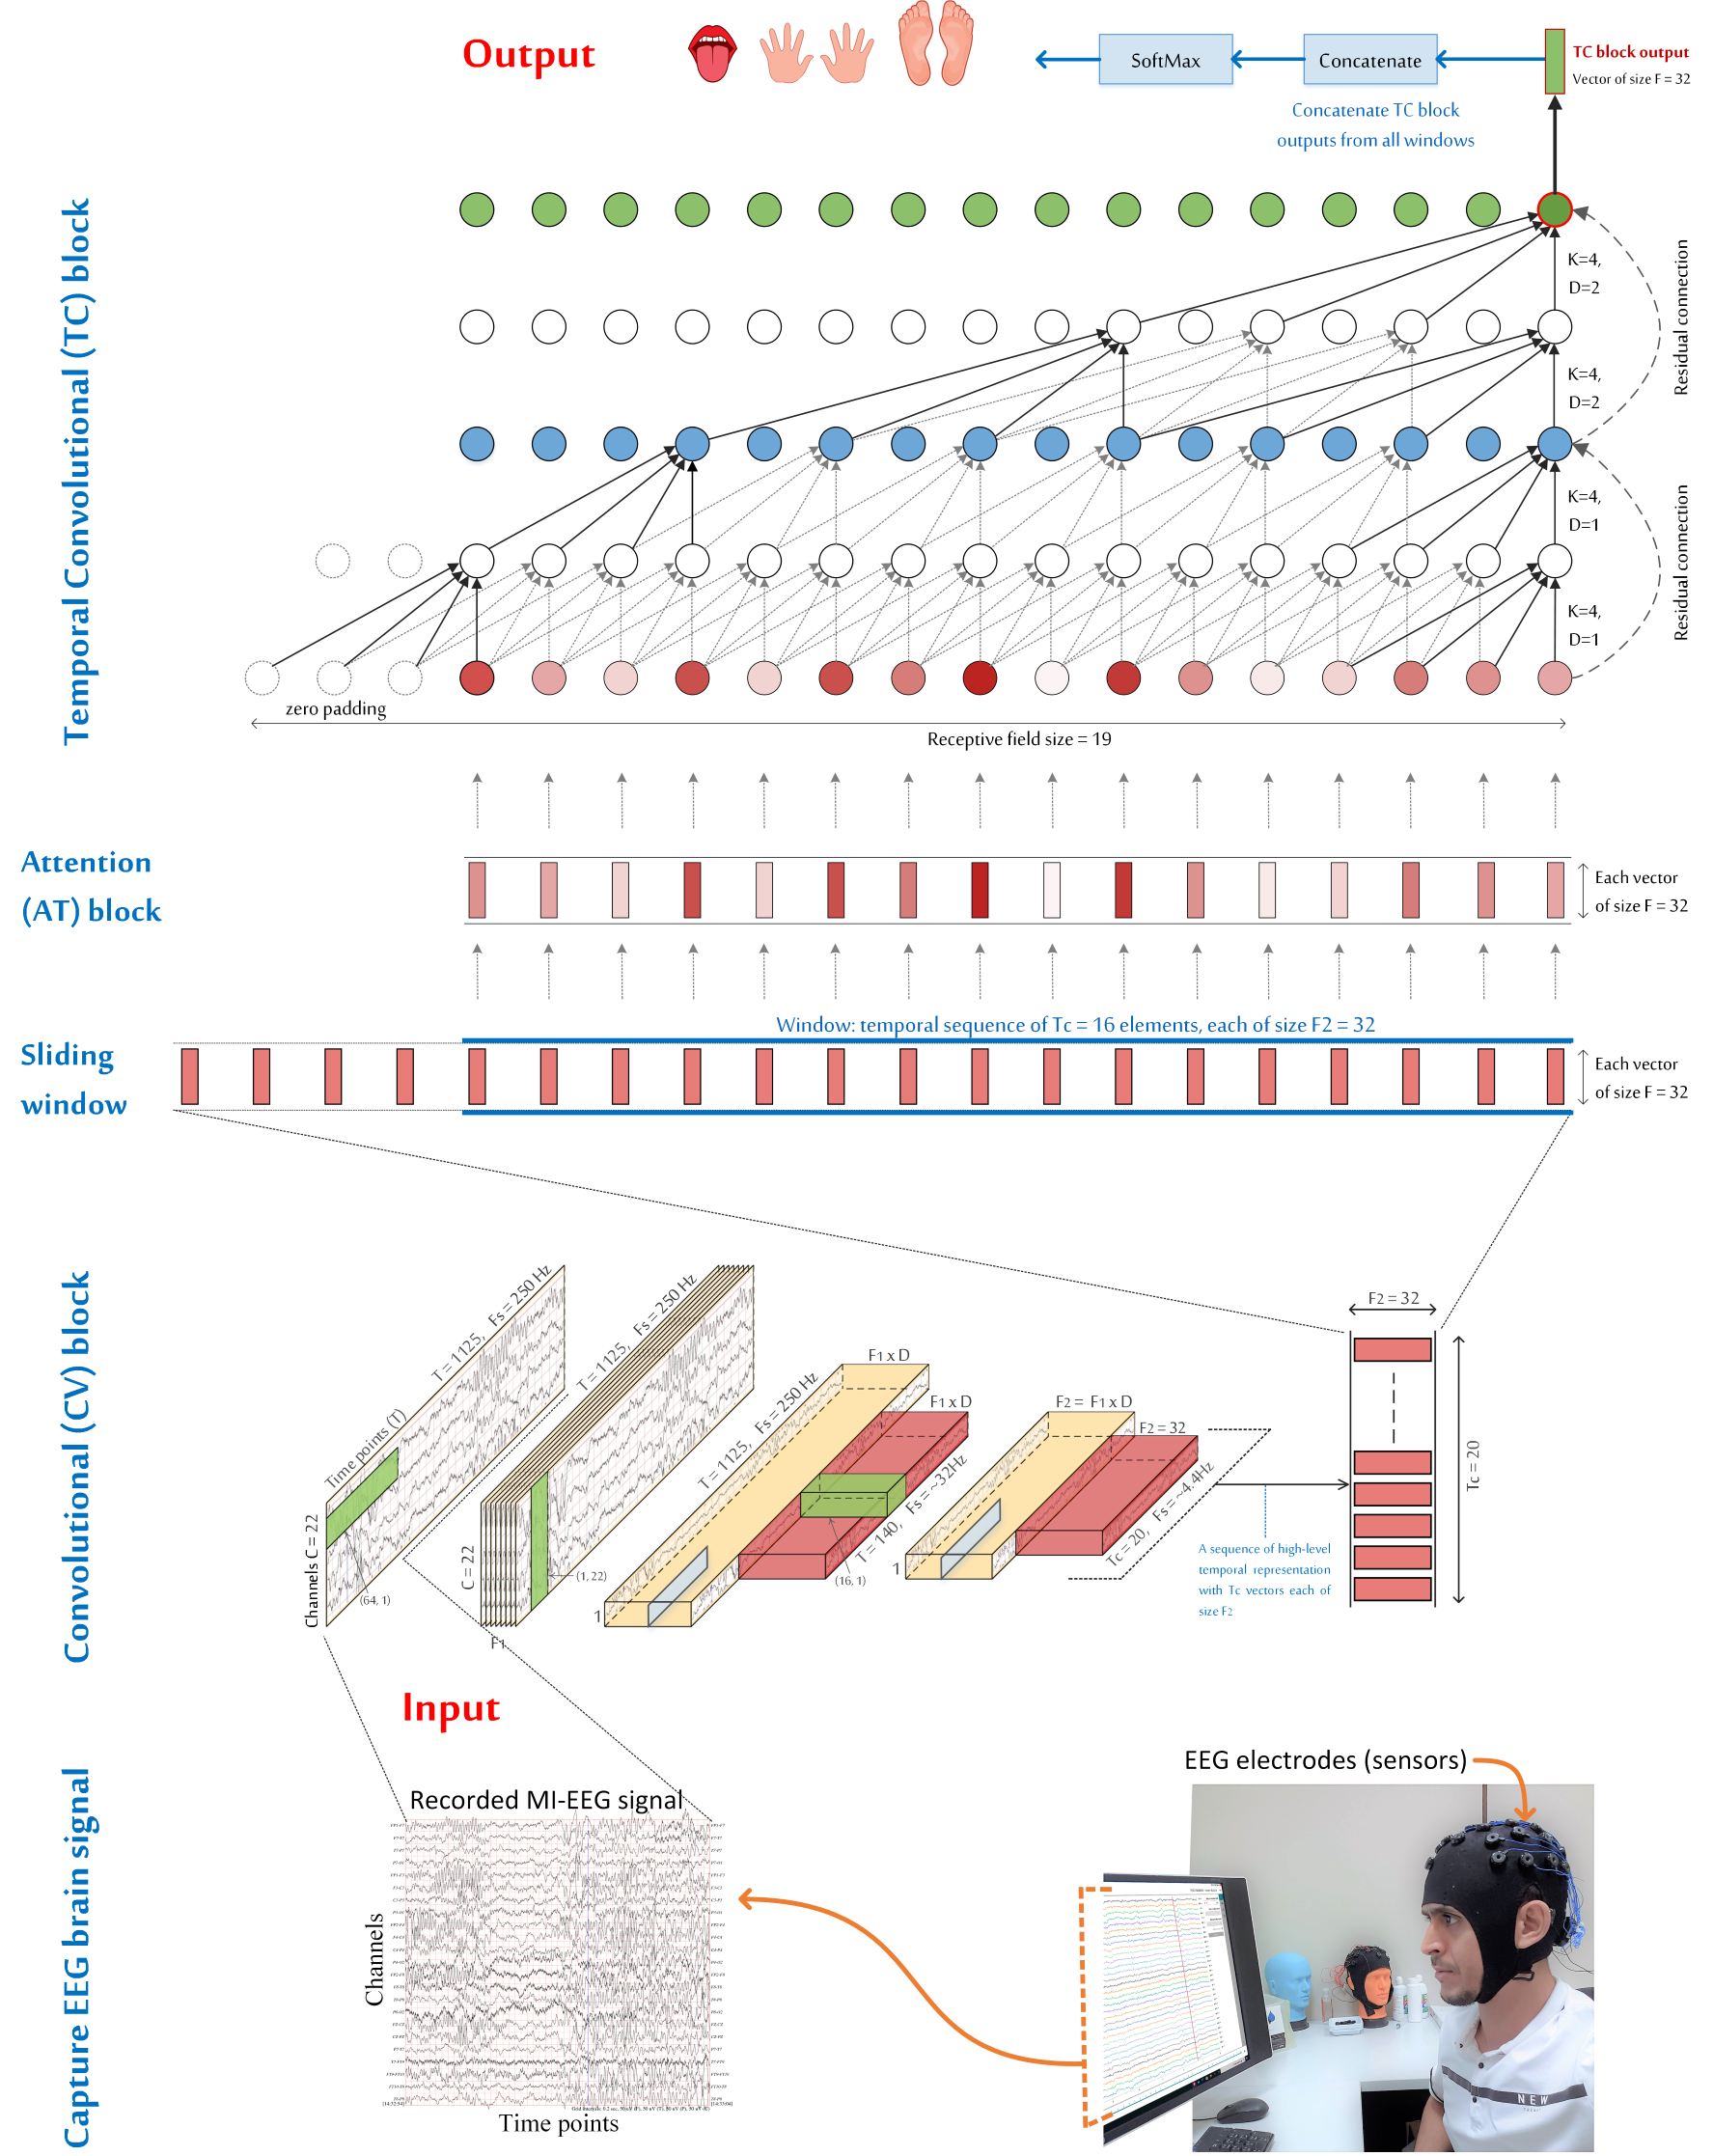 Output
SoftMax
Concatenate
TC block output
Vector of size F = 32
Concatenate TC block
outputs from all windows
Temporal Convolutional (TC) block
K=4,
D=2
Residual connection
K=4,
D=2
K=4,
D=1
Residual connection
K=4,
D=1
zero padding
Receptive field size = 19
Attention
(AT) block
Each vector
of size F = 32
Window: temporal sequence of Tc = 16 elements, each of size F2 = 32
Sliding
window
Each vector
of size F = 32
Convolutional (CV) block
T = 1125, Fs = 250 Hz
Time points (T)
Channels C = 22
(64, 1)
T = 1125, Fs = 250 Hz
C = 22
(1, 22)
F1
F1 x D
T = 1125, Fs = 250 Hz
1
F1 x D
T = 140, Fs = ~32Hz
(16, 1)
F2 = F1 x D
1
F2 = 32
Tc = 20, Fs = ~4.4Hz
F2 = 32
Tc = 20
A sequence of high-level
temporal representation
with Tc vectors each of
size F2
Input
Capture EEG brain signal
Recorded MI-EEG signal
Channels
Time points
EEG electrodes (sensors)
NEW